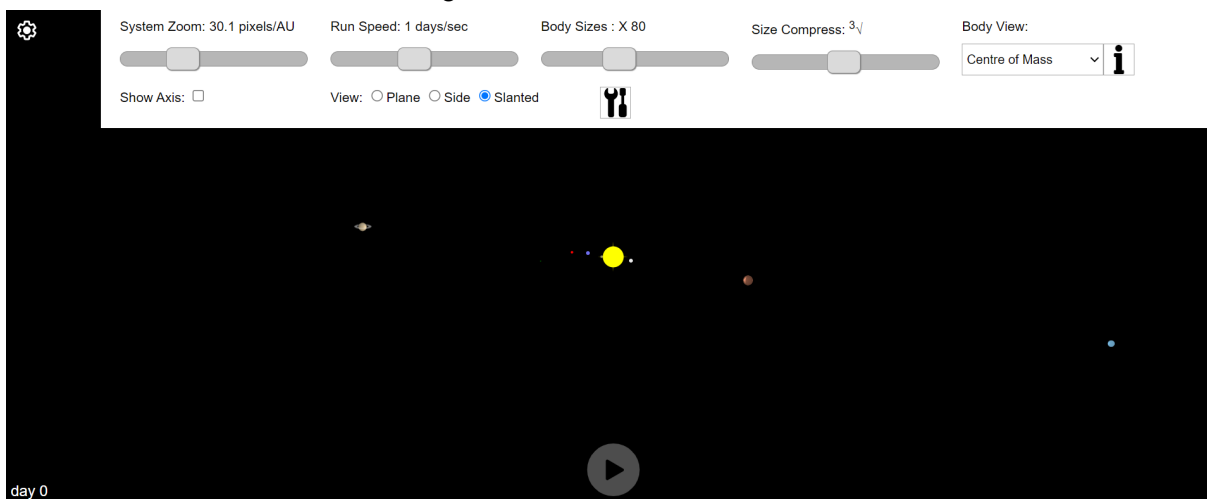 System Zoom: 30.1 pixels/AU
Run Speed: 1 days/sec
Body Sizes : X 80
Size Compress: ³√
Body View:
Centre of Mass
Show Axis:
View: Plane Side Slanted
day 0